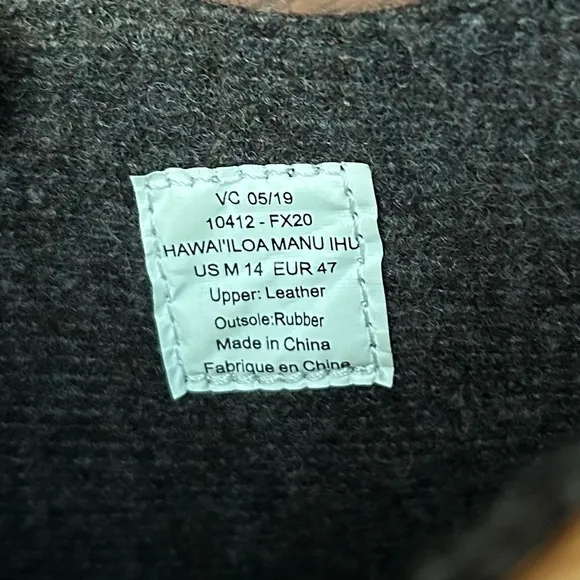 VC 05/19
10412 - FX20
HAWAI'ILOA MANU IHU
US M 14 EUR 47
Upper: Leather
Outsole:Rubber
Made in China
Fabrique en Chine